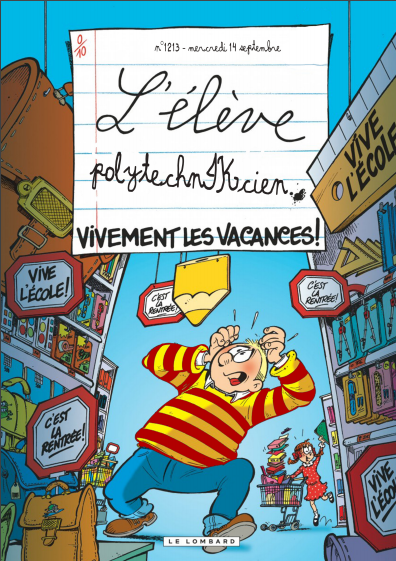 0/10
n°1213 - mercredi 14 septembre
L'élève
polytechnIKcien...
VIVEMENT LES VACANCES!
VIVE
L'ÉCOLE
VIVE
L'ÉCOLE!
C'EST
LA
RENTRÉE!
C'EST
LA
RENTRÉE!
C'EST
LA
RENTRÉE!
VIVE
L'ÉCOLE
LE LOMBARD